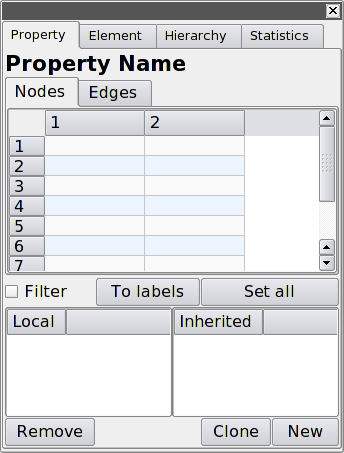 Property Element Hierarchy Statistics
Property Name
Nodes Edges
1 2
1
2
3
4
5
6
7
Filter To labels Set all
Local Inherited
Remove Clone New